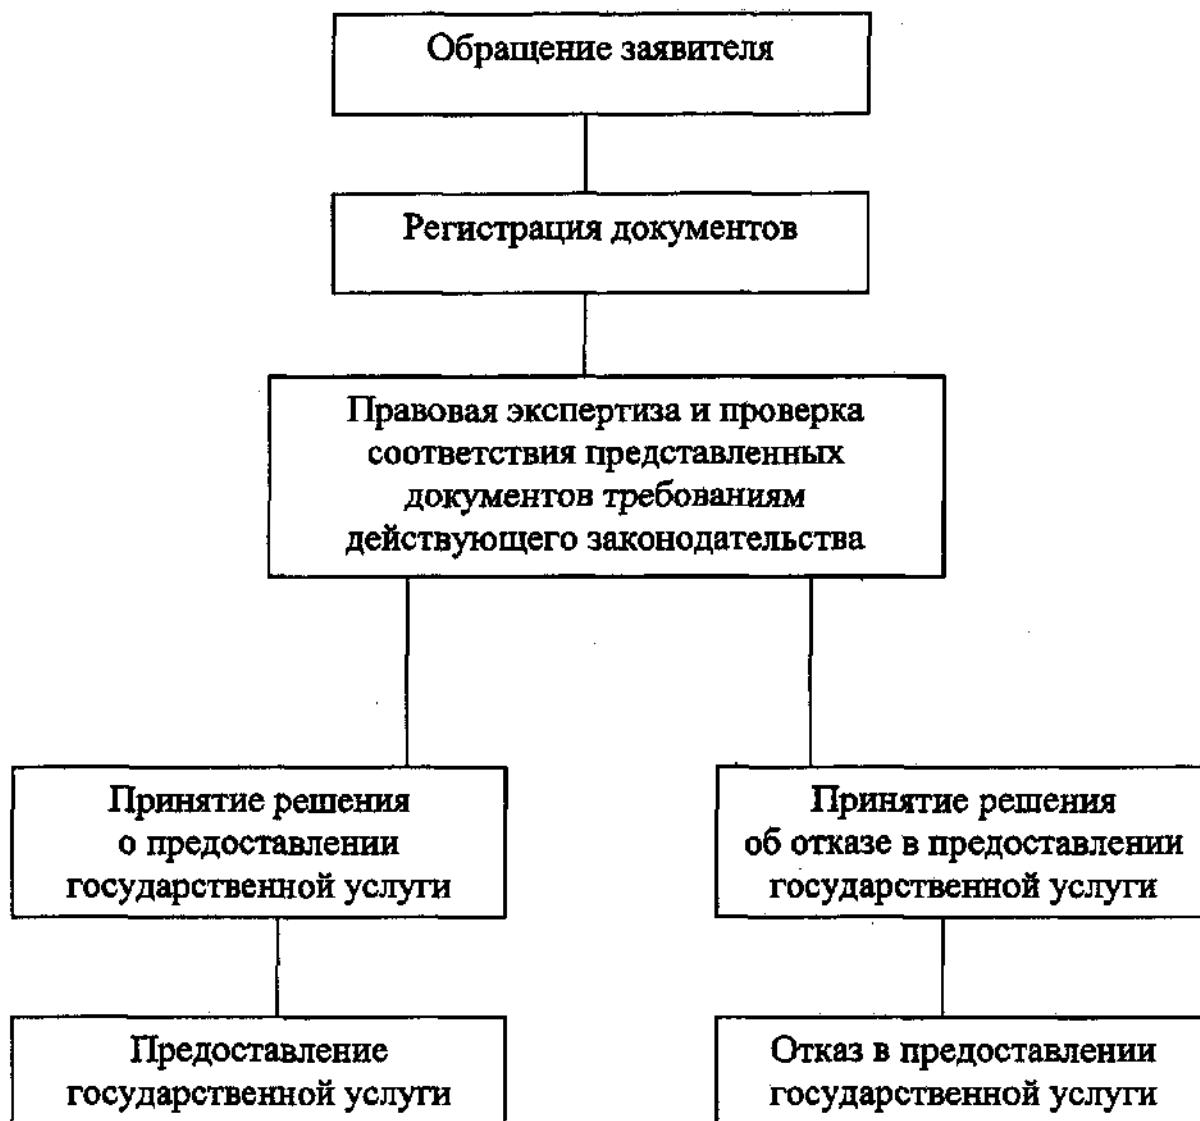 Обращение заявителя
Регистрация документов
Правовая экспертиза и проверка
соответствия представленных
документов требованиям
действующего законодательства
Принятие решения
о предоставлении
государственной услуги
Принятие решения
об отказе в предоставлении
государственной услуги
Предоставление
государственной услуги
Отказ в предоставлении
государственной услуги